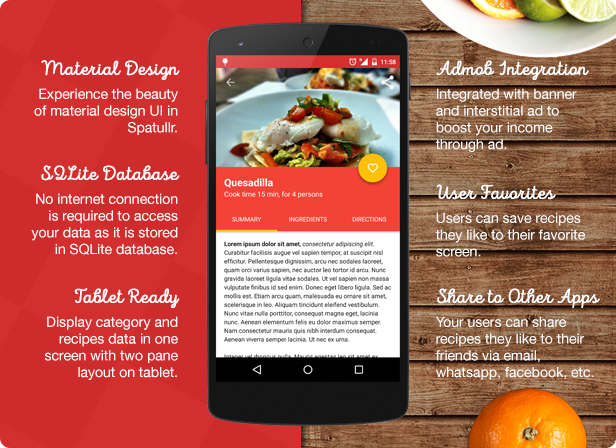 Material Design
Experience the beauty
of material design UI in
Spatullr.
SQLite Database
No internet connection
is required to access
your data as it is stored
in SQLite database.
Tablet Ready
Display category and
recipes data in one
screen with two pane
layout on tablet.
11:58
Quesadilla
Cook time 15 min, for 4 persons
SUMMARY
INGREDIENTS
DIRECTIONS
Lorem ipsum dolor sit amet, consectetur adipiscing elit.
Curabitur facilisis augue vel sapien tempor, at suscipit nisl
efficitur. Pellentesque dignissim, arcu nec sodales laoreet,
quam orci varius sapien, nec auctor leo tortor id arcu. Nunc
gravida laoreet ligula vitae sodales. Ut vel sapien non massa
vulputate finibus id sed enim. Donec eget libero ligula. Sed ac
mollis est. Etiam arcu quam, malesuada eu ornare sit amet,
scelerisque in leo. Aliquam tincidunt eleifend vestibulum.
Nunc vitae nulla porttitor, consequat magna eget, lacinia
nunc. Aenean elementum felis eu dolor maximus semper.
Nam consectetur mauris quis nibh interdum consequat.
Aenean viverra semper lacinia. Ut nec ex urna.
Admob Integration
Integrated with banner
and interstitial ad to
boost your income
through ad.
User Favorites
Users can save recipes
they like to their favorite
screen.
Share to Other Apps
Your users can share
recipes they like to their
friends via email,
whatsapp, facebook, etc.